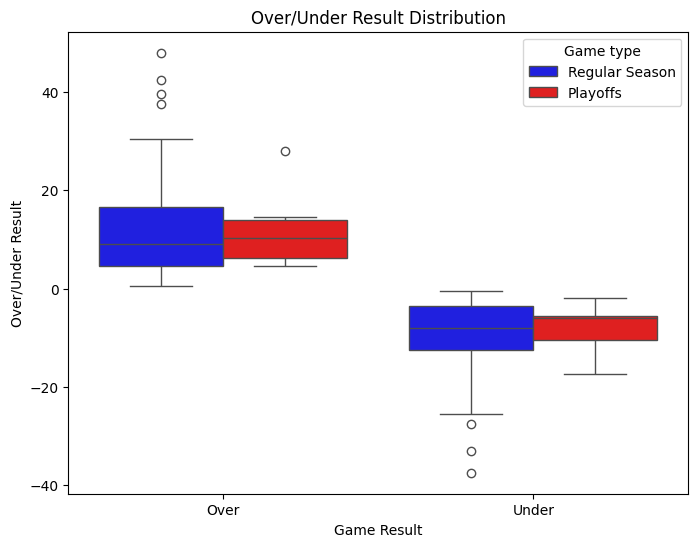 Over/Under Result Distribution
Game type
Regular Season
Playoffs
Over/Under Result
40
20
0
−20
−40
Over
Under
Game Result